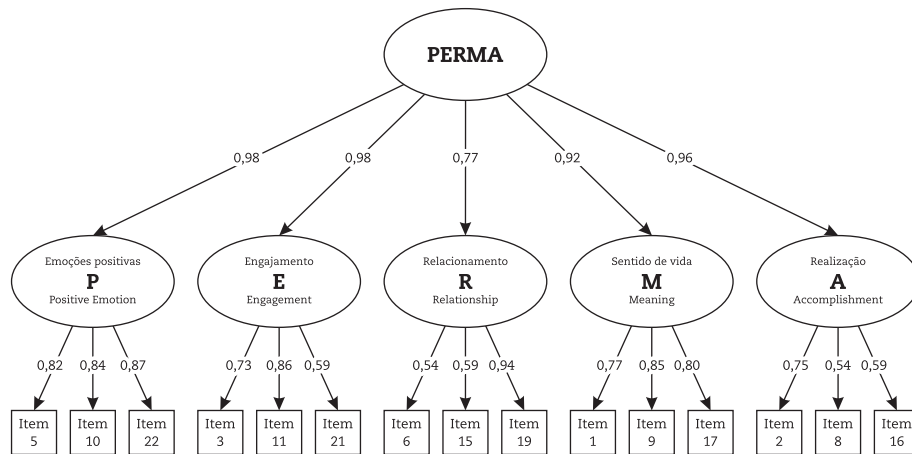 PERMA
0,98 0,98 0,77 0,92 0,96
Emoções positivas
P
Positive Emotion
Engajamento
E
Engagement
Relacionamento
R
Relationship
Sentido de vida
M
Meaning
Realização
A
Accomplishment
0,82 0,84 0,87 0,73 0,86 0,59 0,54 0,59 0,94 0,77 0,85 0,80 0,75 0,54 0,59
Item Item Item Item Item Item Item Item Item Item Item Item Item Item Item
5 10 22 3 11 21 6 15 19 1 9 17 2 8 16